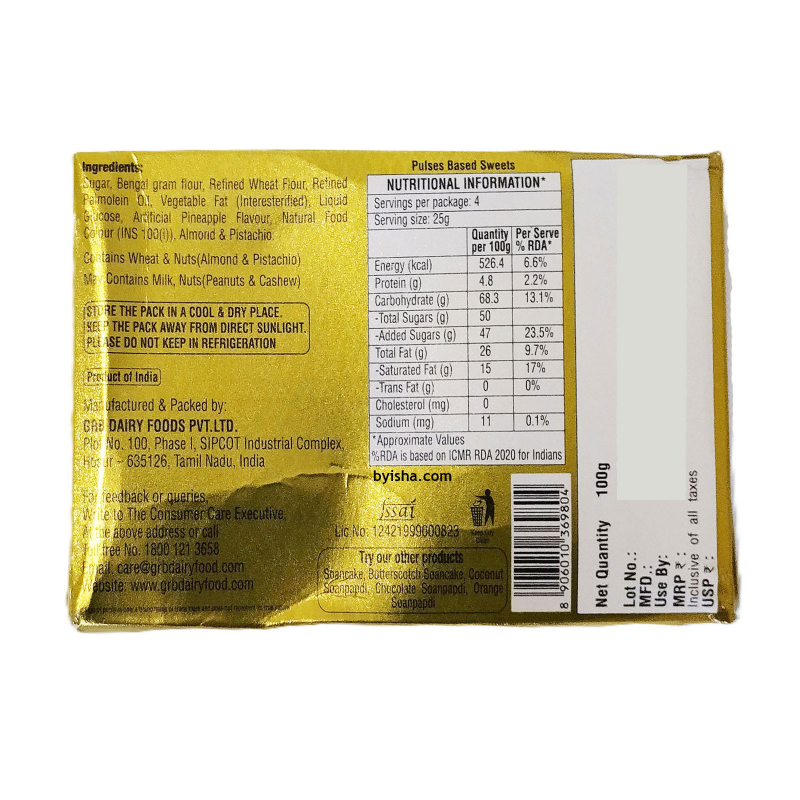 Ingredients:
Sugar, Bengal gram flour, Refined Wheat Flour, Refined
Palmolein Oil, Vegetable Fat (Interesterified), Liquid
Glucose, Artificial Pineapple Flavour, Natural Food
Colour (INS 100(i)), Almond & Pistachio.
Contains Wheat & Nuts(Almond & Pistachio)
May Contains Milk, Nuts(Peanuts & Cashew)
STORE THE PACK IN A COOL & DRY PLACE.
KEEP THE PACK AWAY FROM DIRECT SUNLIGHT.
PLEASE DO NOT KEEP IN REFRIGERATION
Product of India
Manufactured & Packed by:
GRB DAIRY FOODS PVT.LTD.
Plot No. 100, Phase I, SIPCOT Industrial Complex,
Hosur – 635126, Tamil Nadu, India
For feedback or queries,
Write to The Consumer Care Executive,
At the above address or call
Toll free No. 1800 121 3658
Email: care@grbdairyfood.com
Website: www.grbdairyfood.com
Pulses Based Sweets
NUTRITIONAL INFORMATION*
Servings per package: 4
Serving size: 25g
Quantity per 100g Per Serve % RDA*
Energy (kcal) 526.4 6.6%
Protein (g) 4.8 2.2%
Carbohydrate (g) 68.3 13.1%
-Total Sugars (g) 50
-Added Sugars (g) 47 23.5%
Total Fat (g) 26 9.7%
-Saturated Fat (g) 15 17%
-Trans Fat (g) 0 0%
Cholesterol (mg) 0
Sodium (mg) 11 0.1%
*Approximate Values
%RDA is based on ICMR RDA 2020 for Indians
byisha.com
fssai
Lic No. 12421999600823
Keep City
Clean
Try our other products
Soancake, Butterscotch Soancake, Coconut
Soanpapdi, Chocolate Soanpapdi, Orange
Soanpapdi
8 906010 369804
Net Quantity 100g
Lot No.:
MFD.:
Use By:
MRP ₹ :
Inclusive of all taxes
USP ₹ :